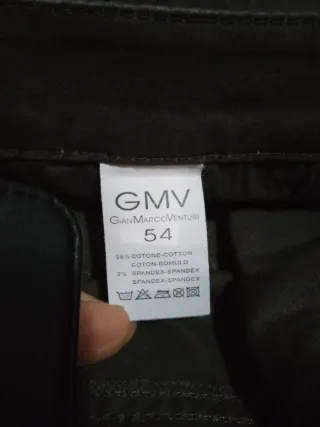 GMV
GIANMARCOVENTURI
54
98% COTONE-COTTON
COTON-BOMULD
2% SPANDEX-SPANDEX
SPANDEX-SPANDEX